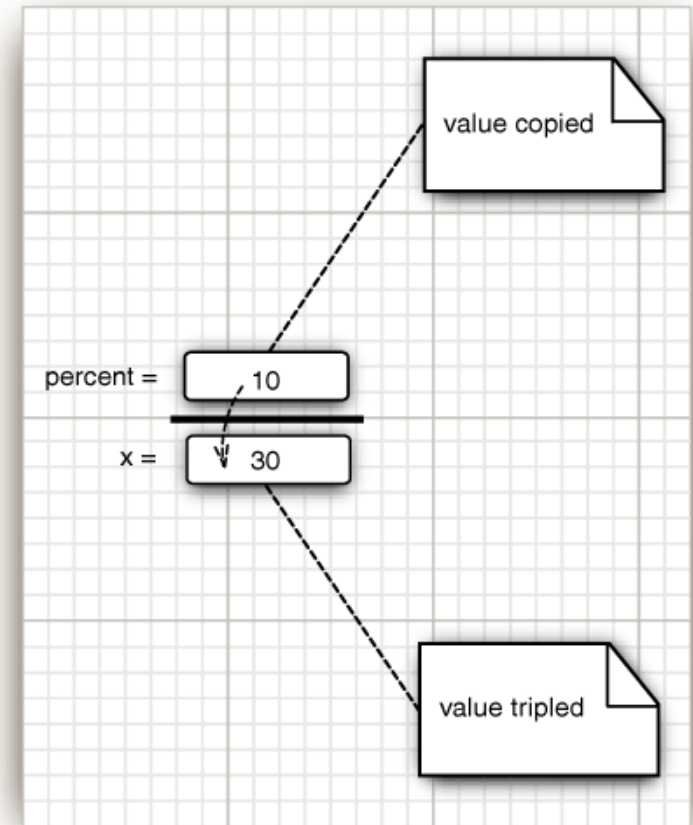 value copied
percent = 10
x = 30
value tripled